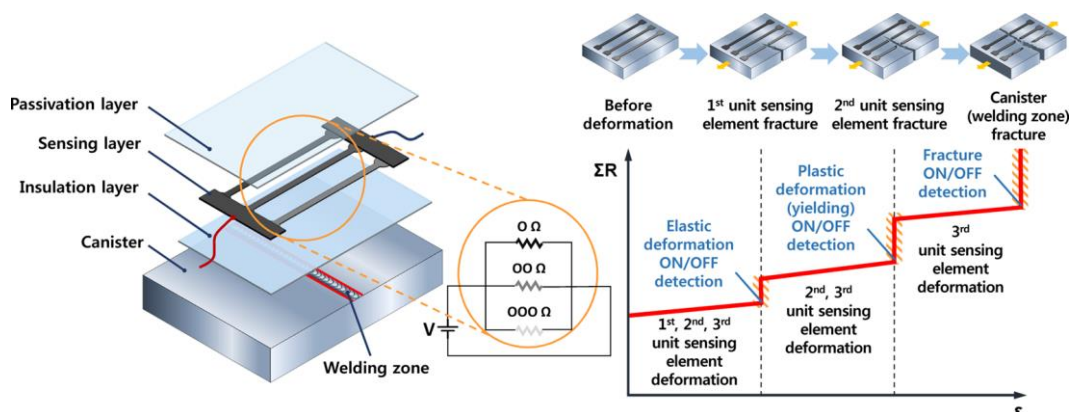 Passivation layer
Sensing layer
Insulation layer
Canister
Welding zone
O Ω
OO Ω
OOO Ω
V
Before
deformation
1st unit sensing
element fracture
2nd unit sensing
element fracture
Canister
(welding zone)
fracture
ΣR
Elastic
deformation
ON/OFF
detection
Plastic
deformation
(yielding)
ON/OFF
detection
Fracture
ON/OFF
detection
1st, 2nd, 3rd
unit sensing
element
deformation
2nd, 3rd
unit sensing
element
deformation
3rd
unit sensing
element
deformation
ε